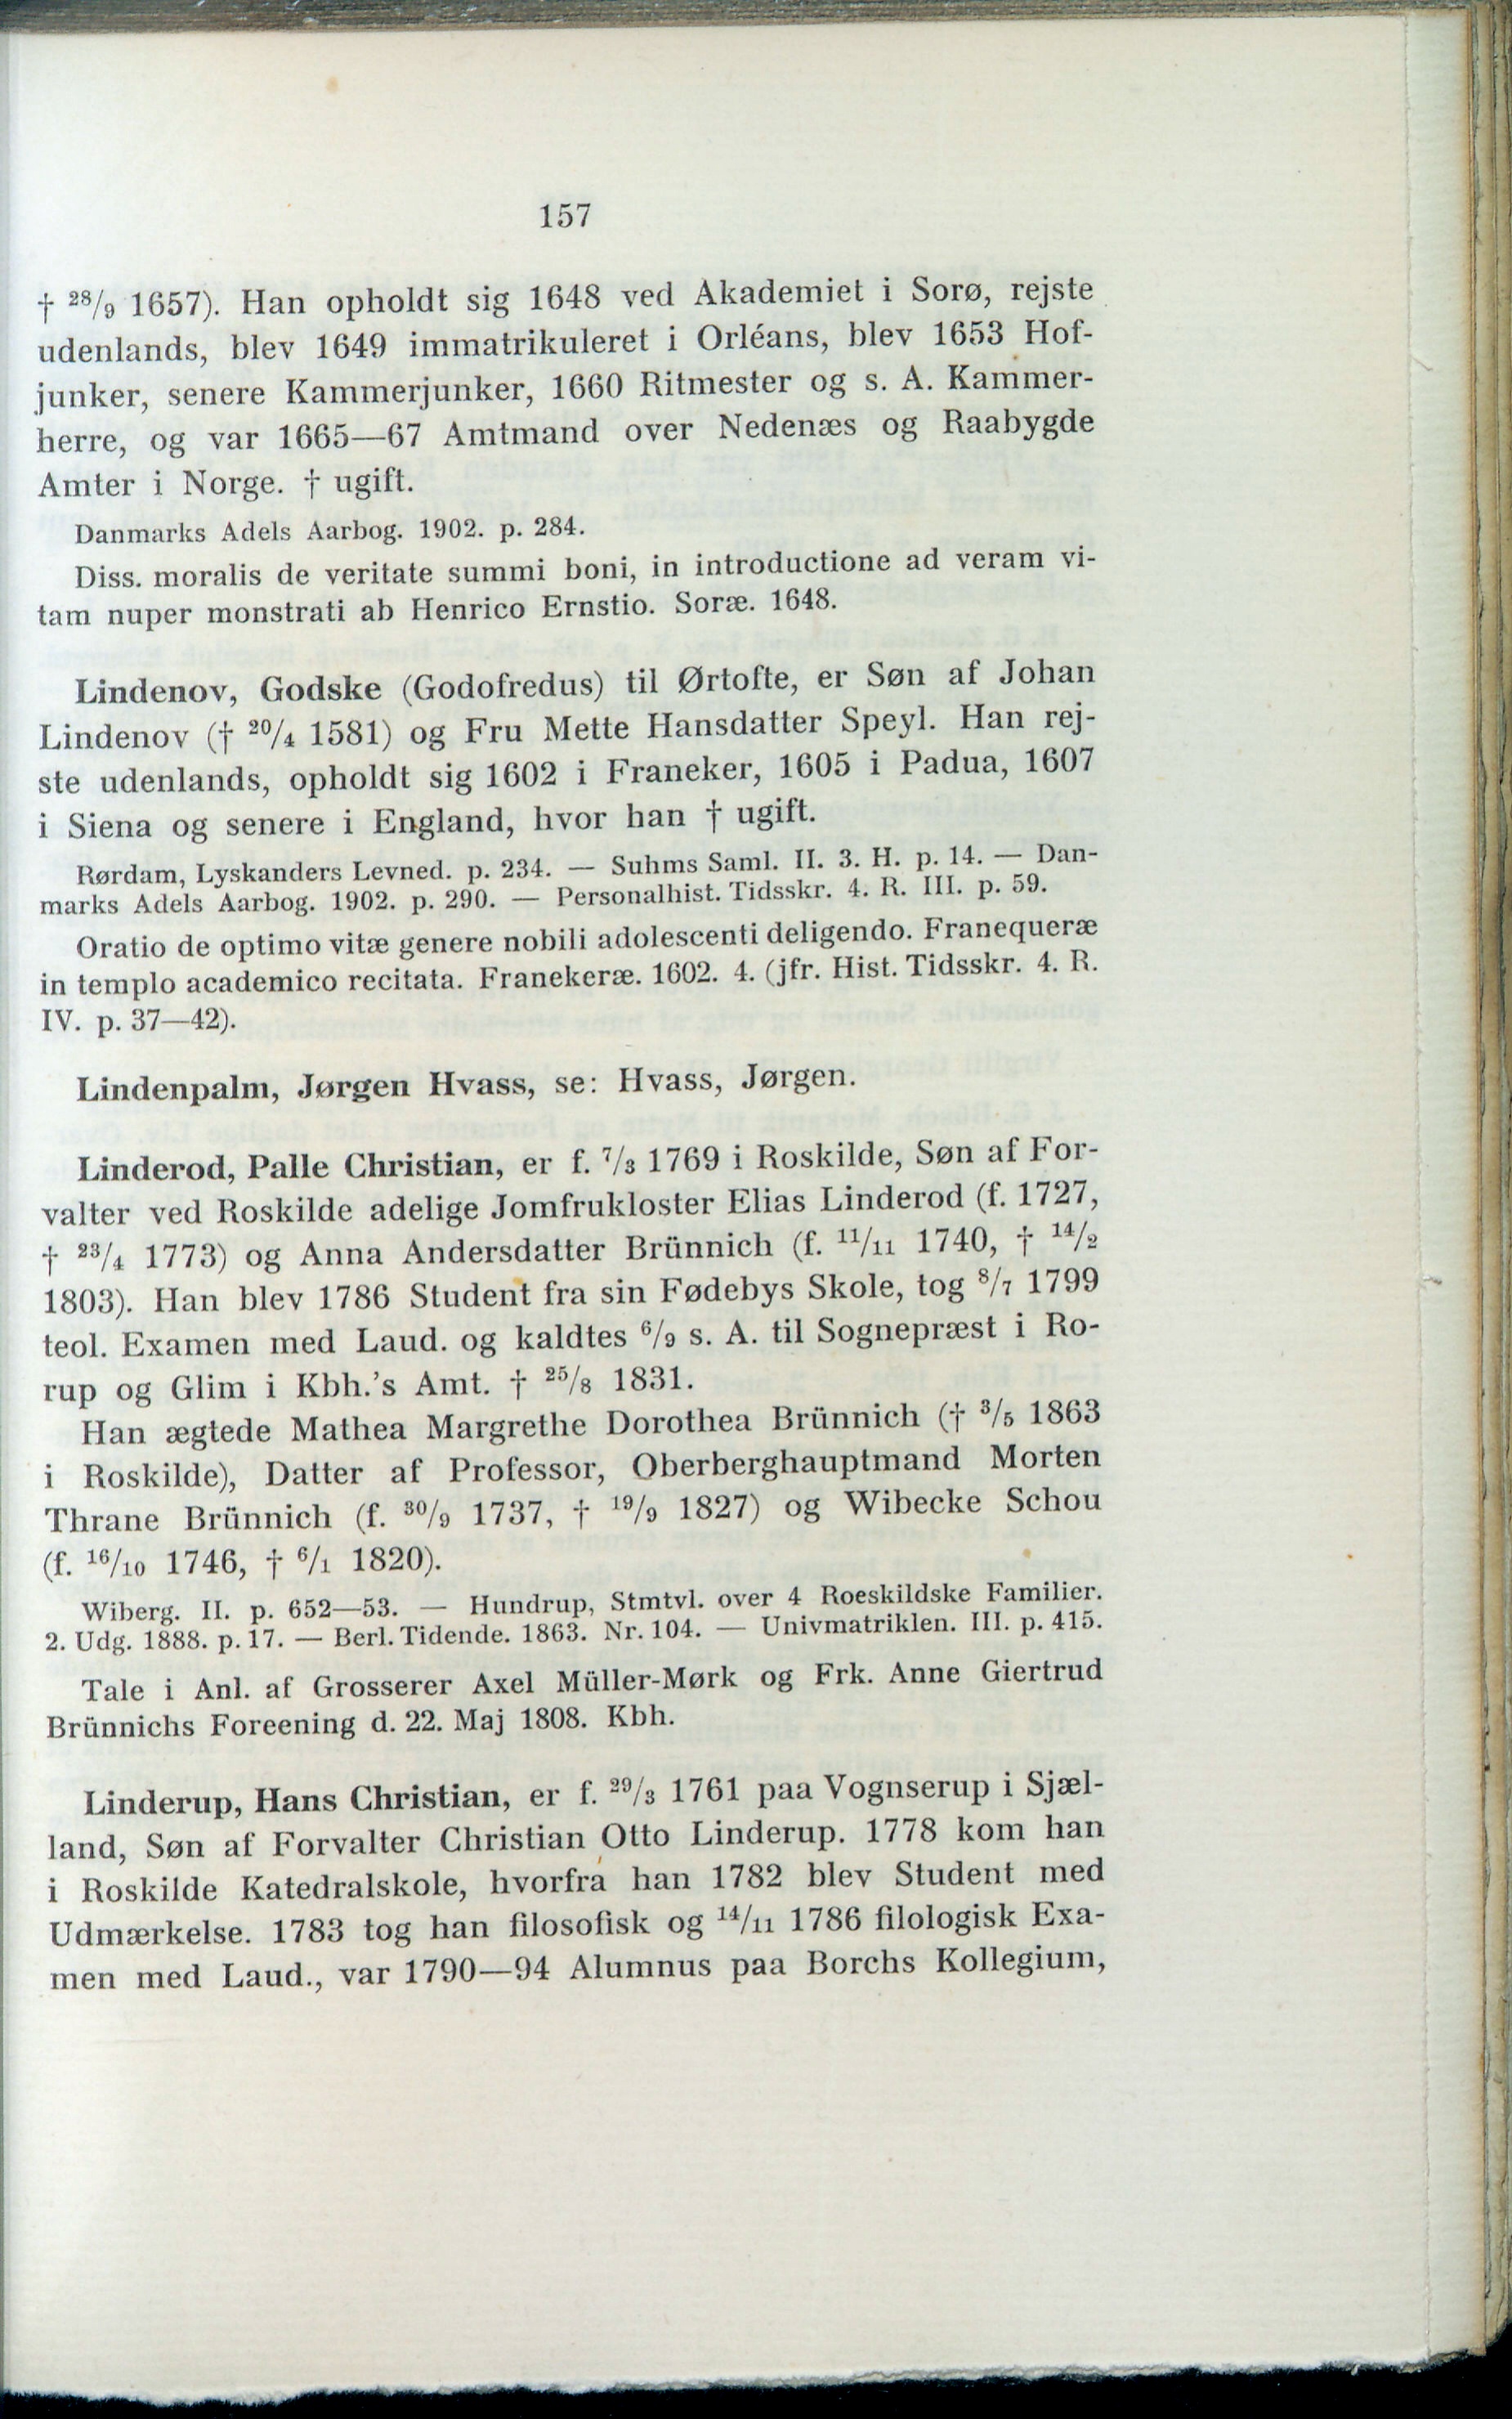 157
† 28/9 1657). Han opholdt sig 1648 ved Akademiet i Sorø, rejste
udenlands, blev 1649 immatrikuleret i Orléans, blev 1653 Hof-
junker, senere Kammerjunker, 1660 Ritmester og s. A. Kammer-
herre, og var 1665—67 Amtmand over Nedenæs og Raabygde
Amter i Norge. † ugift.
Danmarks Adels Aarbog. 1902. p. 284.
Diss. moralis de veritate summi boni, in introductione ad veram vi-
tam nuper monstrati ab Henrico Ernstio. Soræ. 1648.
Lindenov, Godske (Godofredus) til Ørtofte, er Søn af Johan
Lindenov († 20/4 1581) og Fru Mette Hansdatter Speyl. Han rej-
ste udenlands, opholdt sig 1602 i Franeker, 1605 i Padua, 1607
i Siena og senere i England, hvor han † ugift.
Rørdam, Lyskanders Levned. p. 234. — Suhms Saml. II. 3. H. p. 14. — Dan-
marks Adels Aarbog. 1902. p. 290. — Personalhist. Tidsskr. 4. R. III. p. 59.
Oratio de optimo vitæ genere nobili adolescenti deligendo. Franequeræ
in templo academico recitata. Franekeræ. 1602. 4. (jfr. Hist. Tidsskr. 4. R.
IV. p. 37—42).
Lindenpalm, Jørgen Hvass, se: Hvass, Jørgen.
Linderod, Palle Christian, er f. 7/3 1769 i Roskilde, Søn af For-
valter ved Roskilde adelige Jomfrukloster Elias Linderod (f. 1727,
† 23/4 1773) og Anna Andersdatter Brünnich (f. 11/11 1740, † 14/2
1803). Han blev 1786 Student fra sin Fødebys Skole, tog 8/7 1799
teol. Examen med Laud. og kaldtes 6/9 s. A. til Sognepræst i Ro-
rup og Glim i Kbh.'s Amt. † 25/8 1831.
Han ægtede Mathea Margrethe Dorothea Brünnich († 3/5 1863
i Roskilde), Datter af Professor, Oberberghauptmand Morten
Thrane Brünnich (f. 30/9 1737, † 19/9 1827) og Wibecke Schou
(f. 16/10 1746, † 6/1 1820).
Wiberg. II. p. 652—53. — Hundrup, Stmtvl. over 4 Roeskildske Familier.
2. Udg. 1888. p. 17. — Berl. Tidende. 1863. Nr. 104. — Univmatriklen. III. p. 415.
Tale i Anl. af Grosserer Axel Müller-Mørk og Frk. Anne Giertrud
Brünnichs Foreening d. 22. Maj 1808. Kbh.
Linderup, Hans Christian, er f. 29/3 1761 paa Vognserup i Sjæl-
land, Søn af Forvalter Christian Otto Linderup. 1778 kom han
i Roskilde Katedralskole, hvorfra han 1782 blev Student med
Udmærkelse. 1783 tog han filosofisk og 14/11 1786 filologisk Exa-
men med Laud., var 1790—94 Alumnus paa Borchs Kollegium,